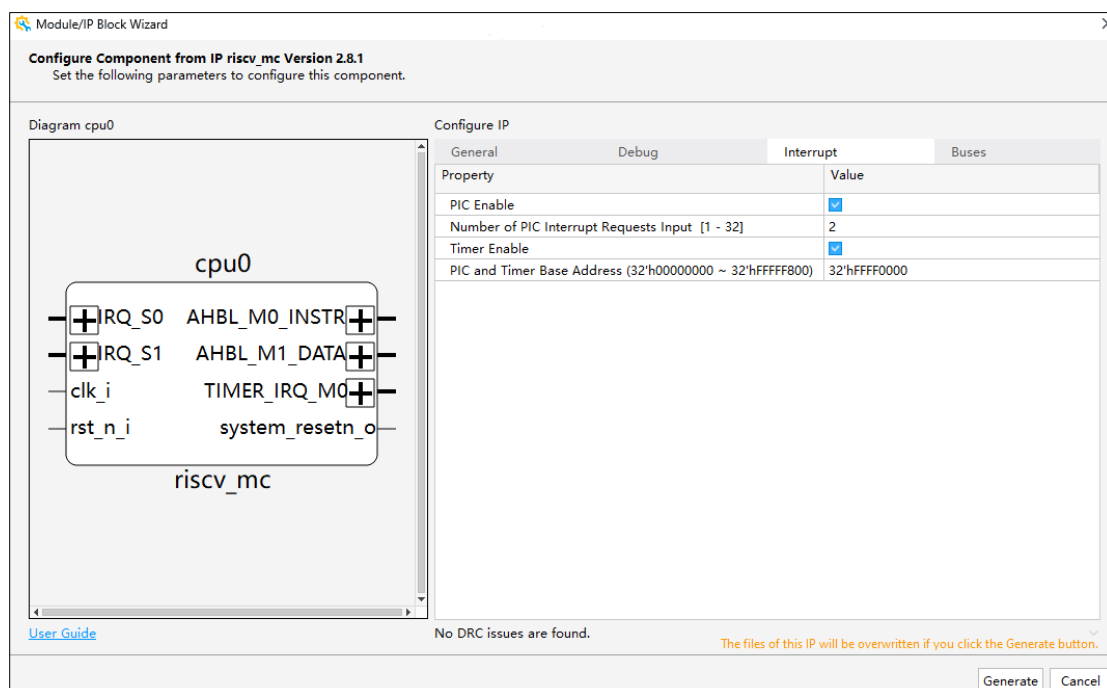 Module/IP Block Wizard
Configure Component from IP riscv_mc Version 2.8.1
Set the following parameters to configure this component.
Diagram cpu0
Configure IP
General Debug Interrupt Buses
Property Value
PIC Enable
Number of PIC Interrupt Requests Input [1 - 32] 2
Timer Enable
PIC and Timer Base Address (32'h00000000 ~ 32'hFFFFF800) 32'hFFFF0000
cpu0
IRQ_S0 AHBL_M0_INSTR
IRQ_S1 AHBL_M1_DATA
clk_i TIMER_IRQ_M0
rst_n_i system_resetn_o
riscv_mc
User Guide
No DRC issues are found.
The files of this IP will be overwritten if you click the Generate button.
Generate Cancel